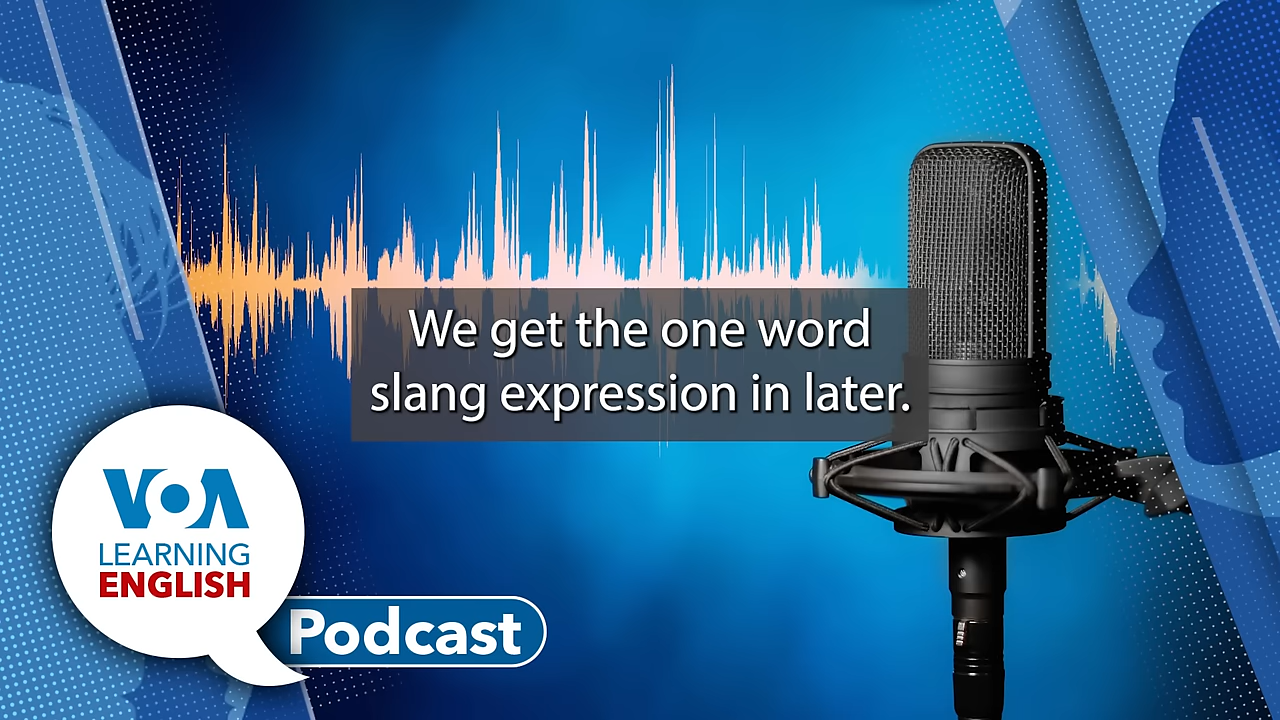 We get the one word
slang expression in later.
VOA
LEARNING
ENGLISH
Podcast